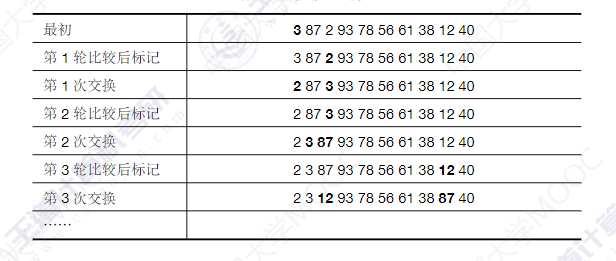 最初 3 87 2 93 78 56 61 38 12 40
第 1 轮比较后标记 3 87 2 93 78 56 61 38 12 40
第 1 次交换 2 87 3 93 78 56 61 38 12 40
第 2 轮比较后标记 2 87 3 93 78 56 61 38 12 40
第 2 次交换 2 3 87 93 78 56 61 38 12 40
第 3 轮比较后标记 2 3 87 93 78 56 61 38 12 40
第 3 次交换 2 3 12 93 78 56 61 38 87 40
……